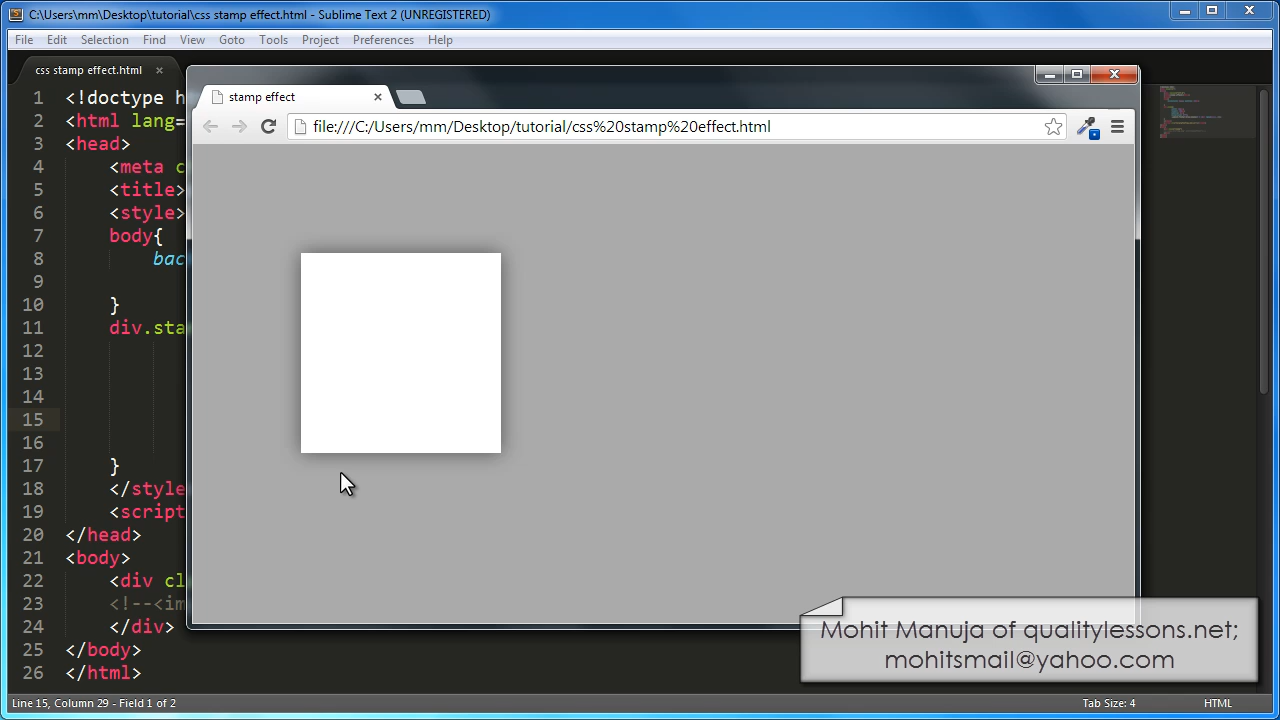 C:\Users\mm\Desktop\tutorial\css stamp effect.html - Sublime Text 2 (UNREGISTERED)
File Edit Selection Find View Goto Tools Project Preferences Help
css stamp effect.html
stamp effect
file:///C:/Users/mm/Desktop/tutorial/css%20stamp%20effect.html
1 <!doctype h
2 <html lang=
3 <head>
4 <meta c
5 <title>
6 <style>
7 body{
8 bac
9
10 }
11 div.sta
12
13
14
15
16
17 }
18 </style
19 <script
20 </head>
21 <body>
22 <div cl
23 <!--<im
24 </div>
25 </body>
26 </html>
Mohit Manuja of qualitylessons.net;
mohitsmail@yahoo.com
Line 15, Column 29 - Field 1 of 2 Tab Size: 4 HTML